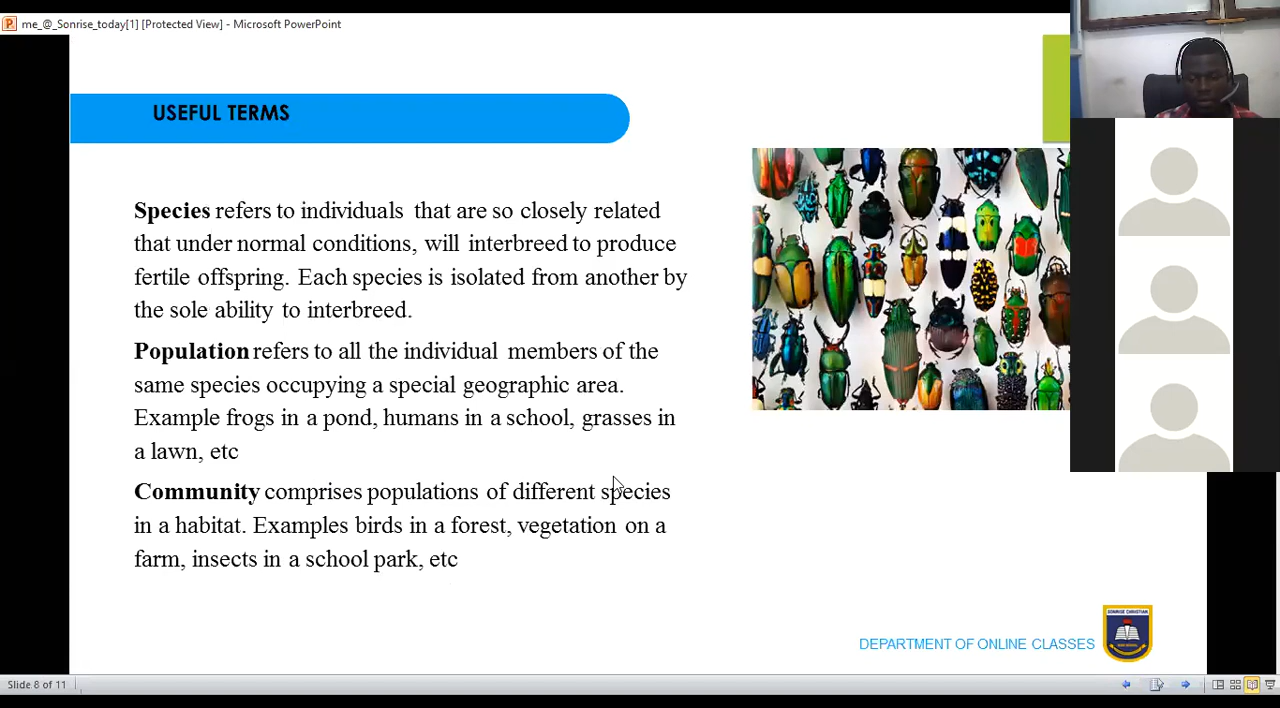 me_@_Sonrise_today[1] [Protected View] - Microsoft PowerPoint
USEFUL TERMS
Species refers to individuals that are so closely related
that under normal conditions, will interbreed to produce
fertile offspring. Each species is isolated from another by
the sole ability to interbreed.
Population refers to all the individual members of the
same species occupying a special geographic area.
Example frogs in a pond, humans in a school, grasses in
a lawn, etc
Community comprises populations of different species
in a habitat. Examples birds in a forest, vegetation on a
farm, insects in a school park, etc
DEPARTMENT OF ONLINE CLASSES
SONRISE CHRISTIAN
HIGH SCHOOL
Slide 8 of 11